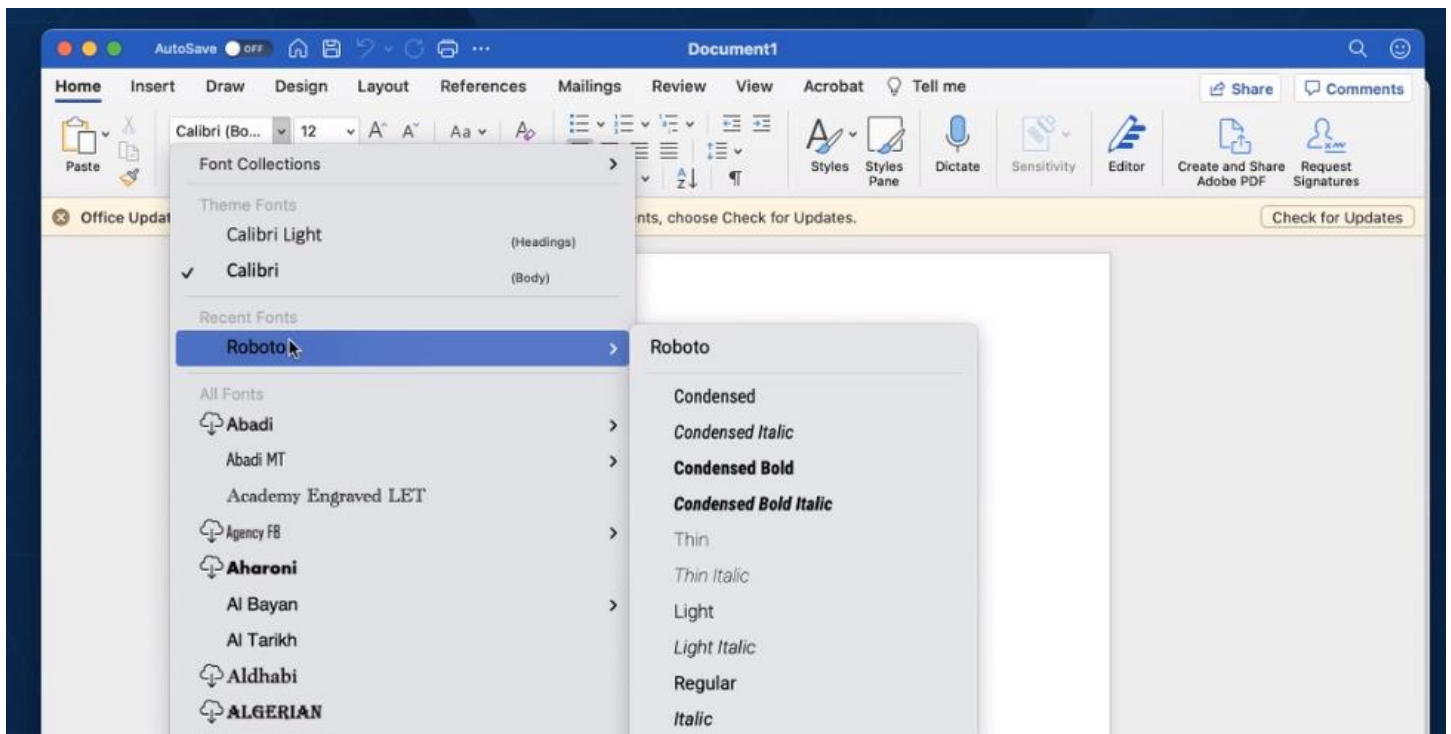 AutoSave OFF Document1
Home Insert Draw Design Layout References Mailings Review View Acrobat Tell me Share Comments
Calibri (Bo... 12 A A Aa A
Paste Styles Styles Pane Dictate Sensitivity Editor Create and Share Adobe PDF Request Signatures
Office Updat
nts, choose Check for Updates. Check for Updates
Font Collections
Theme Fonts
Calibri Light (Headings)
Calibri (Body)
Recent Fonts
Roboto
All Fonts
Abadi
Abadi MT
Academy Engraved LET
Agency FB
Aharoni
Al Bayan
Al Tarikh
Aldhabi
ALGERIAN
Roboto
Condensed
Condensed Italic
Condensed Bold
Condensed Bold Italic
Thin
Thin Italic
Light
Light Italic
Regular
Italic